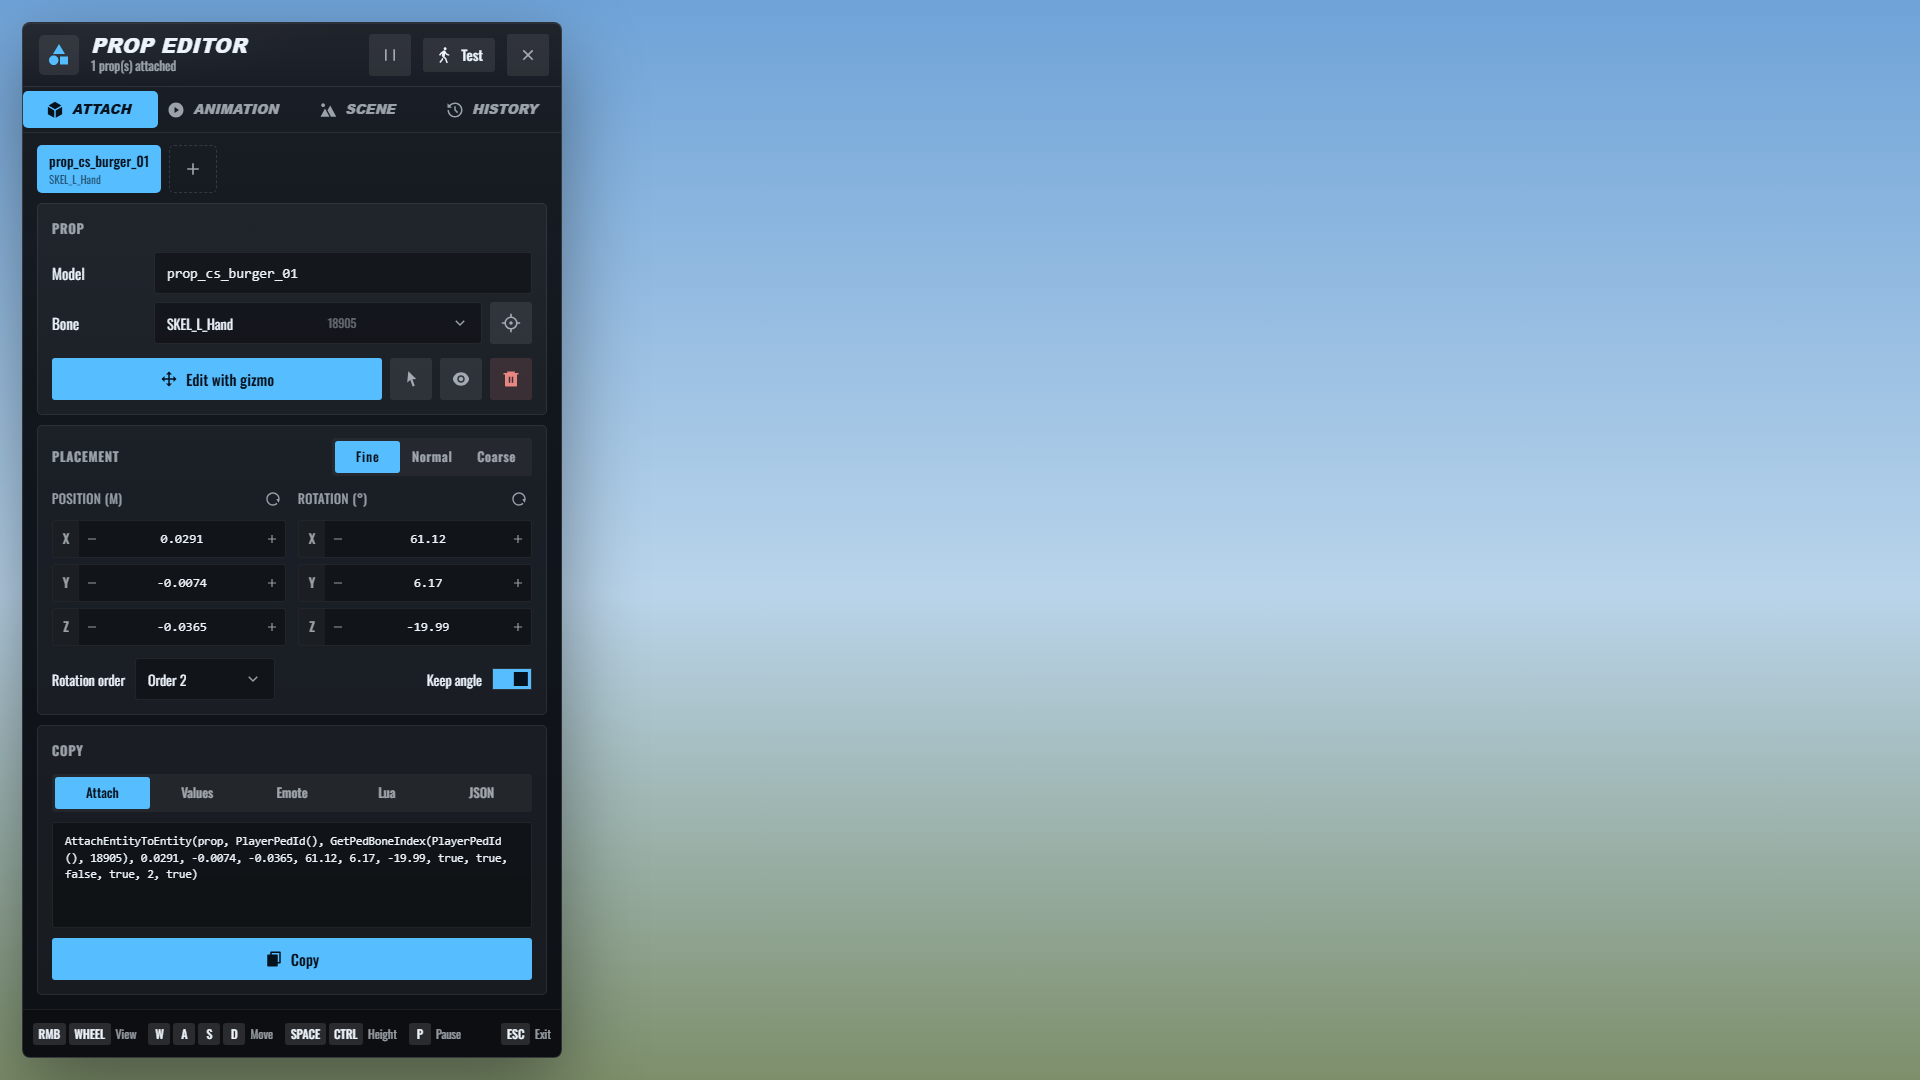 PROP EDITOR
1 prop(s) attached
Test
ATTACH
ANIMATION
SCENE
HISTORY
prop_cs_burger_01
SKEL_L_Hand
+
PROP
Model
prop_cs_burger_01
Bone
SKEL_L_Hand
18905
Edit with gizmo
PLACEMENT
Fine
Normal
Coarse
POSITION (M)
ROTATION (°)
X − 0.0291 +
X − 61.12 +
Y − -0.0074 +
Y − 6.17 +
Z − -0.0365 +
Z − -19.99 +
Rotation order
Order 2
Keep angle
COPY
Attach
Values
Emote
Lua
JSON
AttachEntityToEntity(prop, PlayerPedId(), GetPedBoneIndex(PlayerPedId
(), 18905), 0.0291, -0.0074, -0.0365, 61.12, 6.17, -19.99, true, true,
false, true, 2, true)
Copy
RMB WHEEL View W A S D Move SPACE CTRL Height P Pause ESC Exit